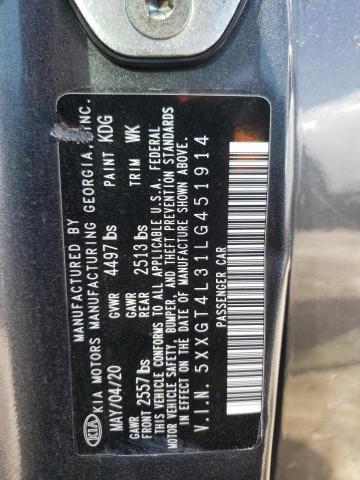 KIA
MANUFACTURED BY
KIA MOTORS MANUFACTURING GEORGIA, INC.
MAY/04/20 GVWR 4497 lbs PAINT KDG
GAWR FRONT 2557 lbs GAWR REAR 2513 lbs TRIM WK
THIS VEHICLE CONFORMS TO ALL APPLICABLE U.S.A. FEDERAL
MOTOR VEHICLE SAFETY, BUMPER, AND THEFT PREVENTION STANDARDS
IN EFFECT ON THE DATE OF MANUFACTURE SHOWN ABOVE.
V.I.N. 5XXGT4L31LG451914
PASSENGER CAR